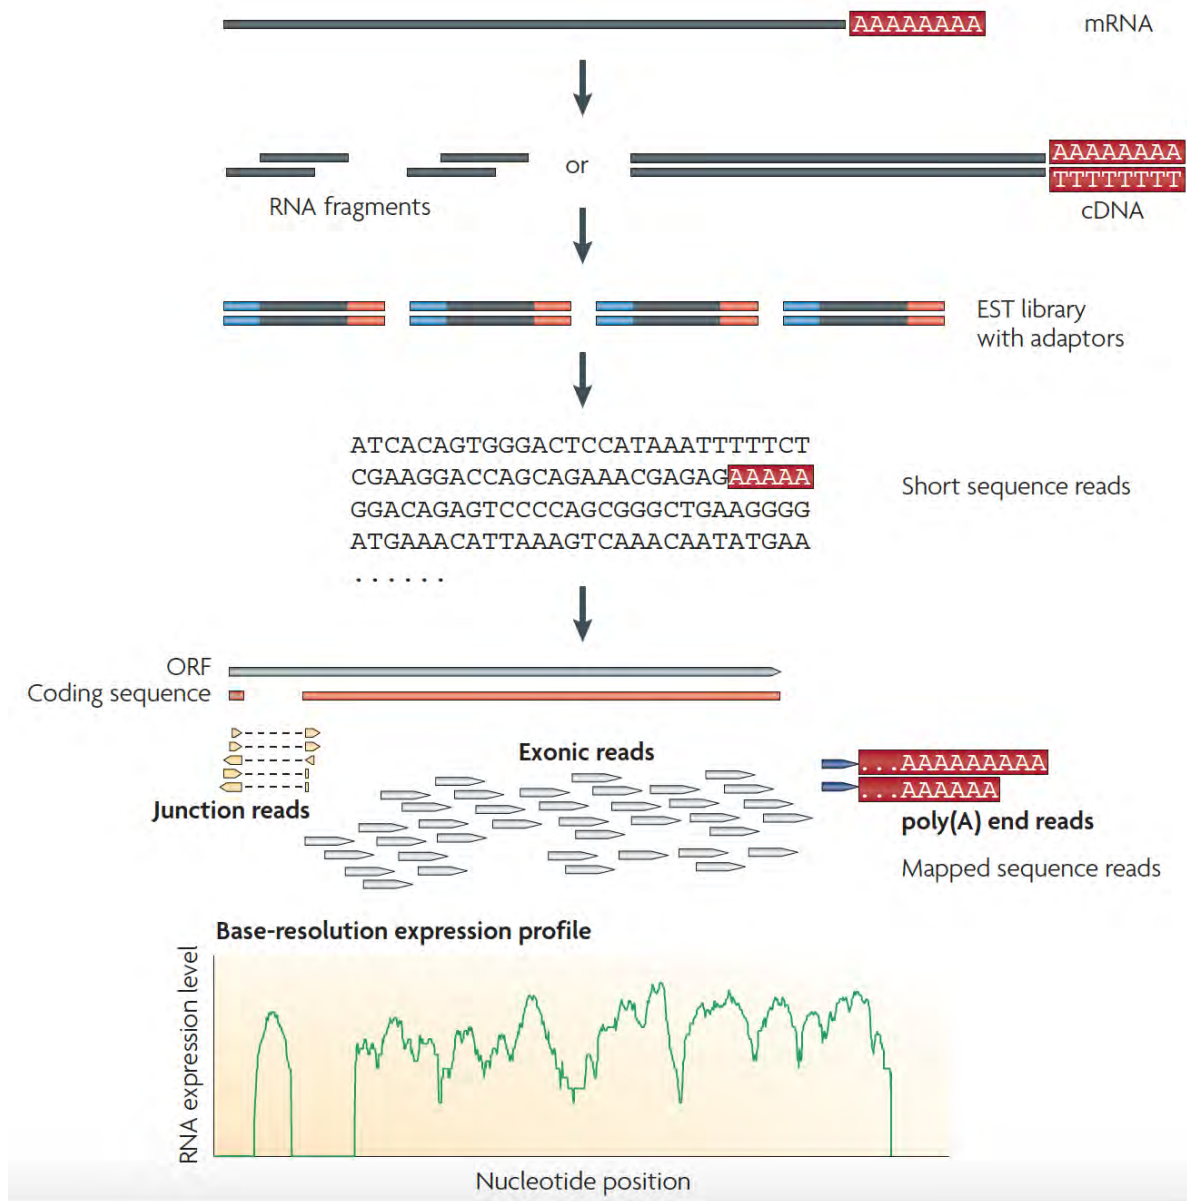 AAAAAAAA mRNA
AAAAAAAA
or
TTTTTTTT
RNA fragments
cDNA
EST library
with adaptors
ATCACAGTGGGACTCCATAAATTTTTCT
CGAAGGACCAGCAGAAACGAGAGAAAAA
Short sequence reads
GGACAGAGTCCCCAGCGGGCTGAAGGGG
ATGAAACATTAAAGTCAAACAATATGAA
. . . . . .
ORF
Coding sequence
Exonic reads
...AAAAAAAAA
...AAAAAA
Junction reads
poly(A) end reads
Mapped sequence reads
Base-resolution expression profile
RNA expression level
Nucleotide position